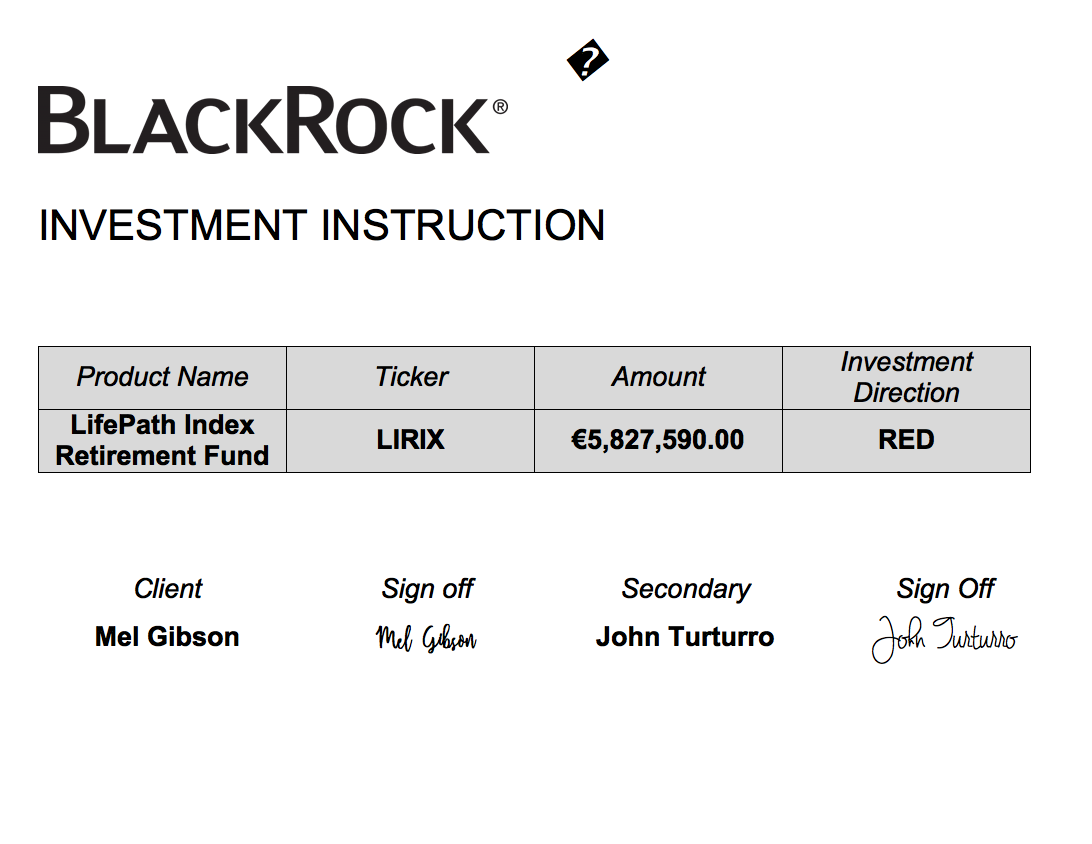 �
BLACKROCK®
INVESTMENT INSTRUCTION
Product Name
Ticker
Amount
Investment
Direction
LifePath Index
Retirement Fund
LIRIX
€5,827,590.00
RED
Client
Sign off
Secondary
Sign Off
Mel Gibson
Mel Gibson
John Turturro
John Turturro